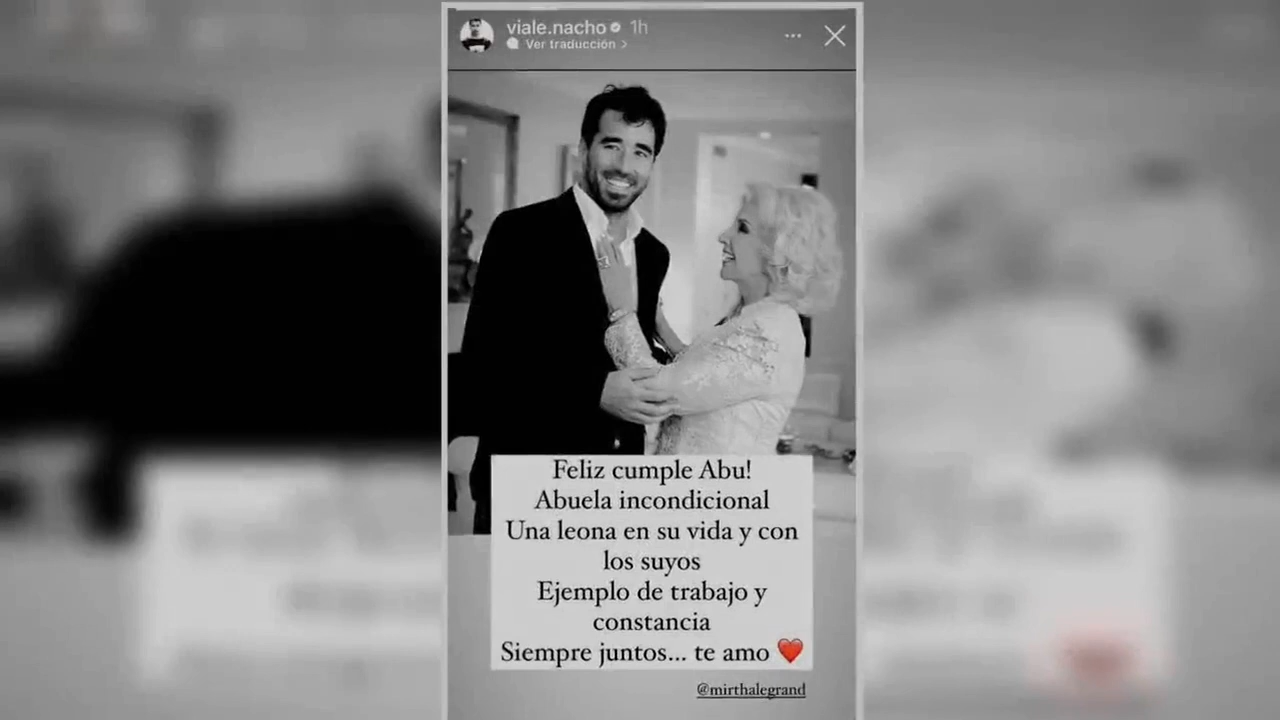 viale.nacho 1h
Ver traducción >
Feliz cumple Abu!
Abuela incondicional
Una leona en su vida y con
los suyos
Ejemplo de trabajo y
constancia
Siempre juntos... te amo ❤️
@mirthalegrand